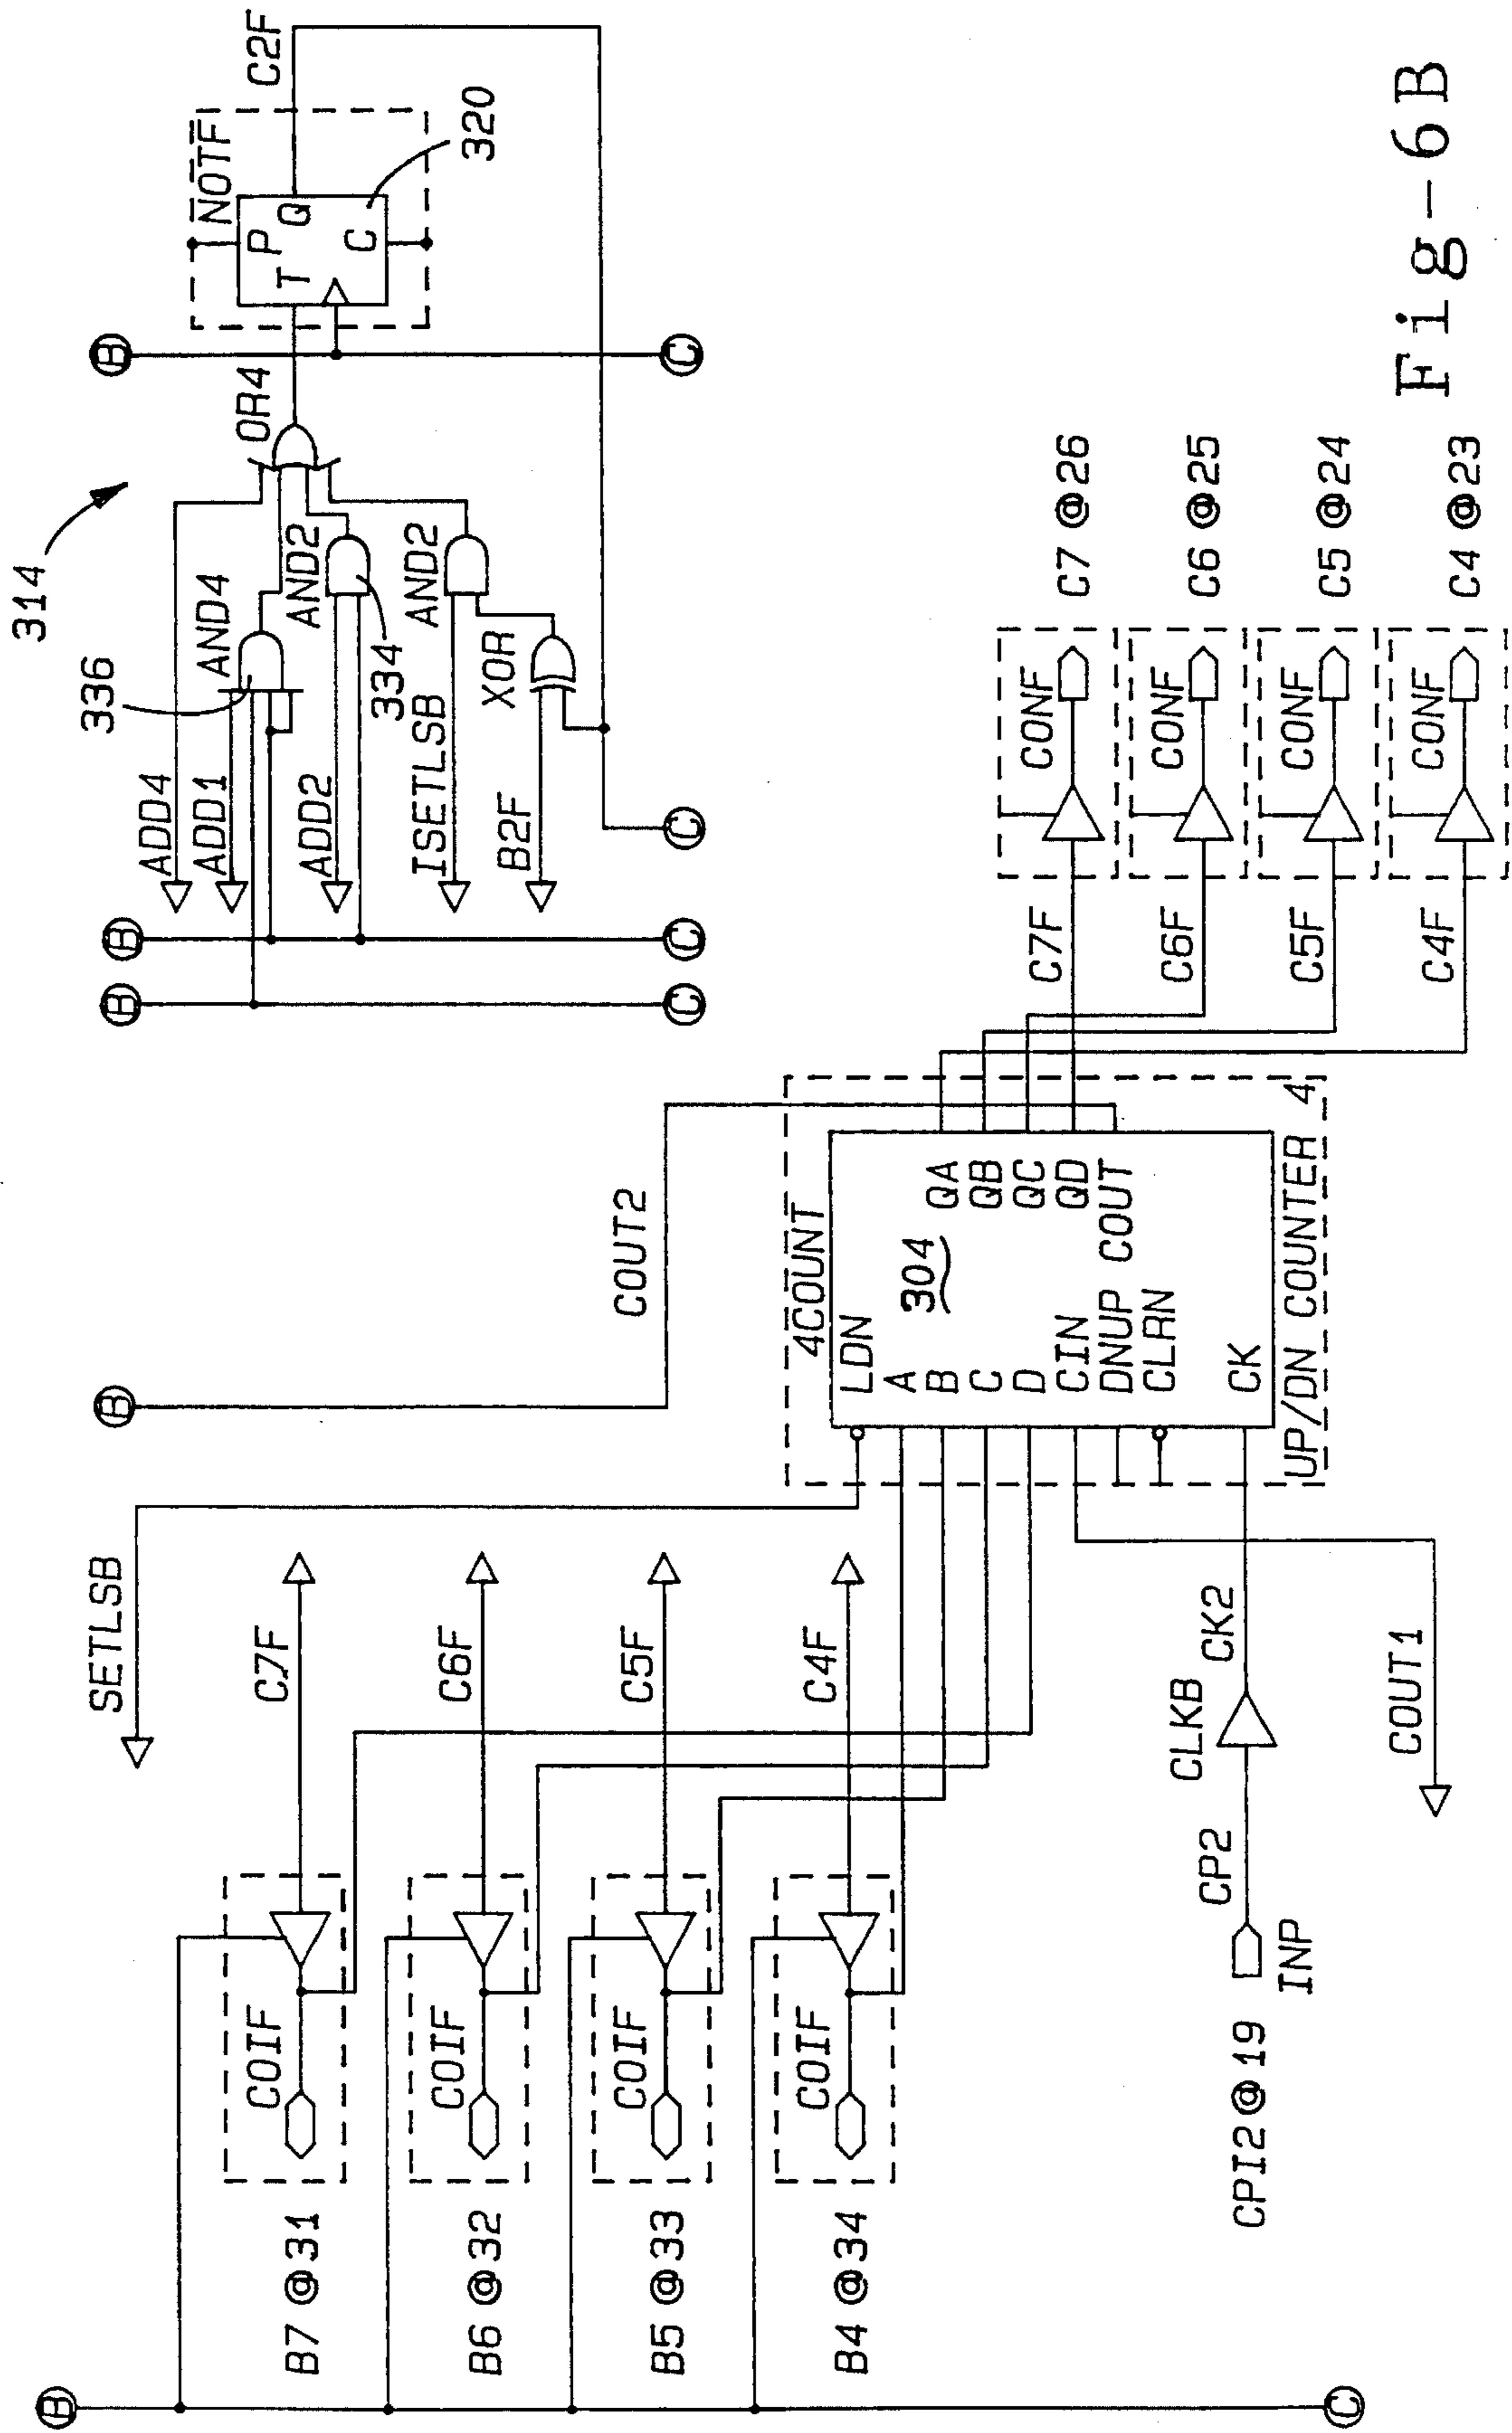 B
C
B7 @ 31
COIF
C7F
B6 @ 32
COIF
C6F
B5 @ 33
COIF
C5F
B4 @ 34
COIF
C4F
SETLSB
CPI2 @ 19
INP
CP2
CLKB
CK2
COUT1
B
COUT2
4COUNT
LDN
A
B
C
D
CIN
DNUP
CLRN
CK
304
QA
QB
QC
QD
COUT
UP/DN COUNTER 4
C7F
CONF
C7 @ 26
C6F
CONF
C6 @ 25
C5F
CONF
C5 @ 24
C4F
CONF
C4 @ 23
B
B
C
C
314
336
ADD4
ADD1
AND4
ADD2
AND2
334
ISETLSB
AND2
B2F
XOR
C
OR4
B
C
NOTF
T
P
Q
C
320
C2F
Fig-6B